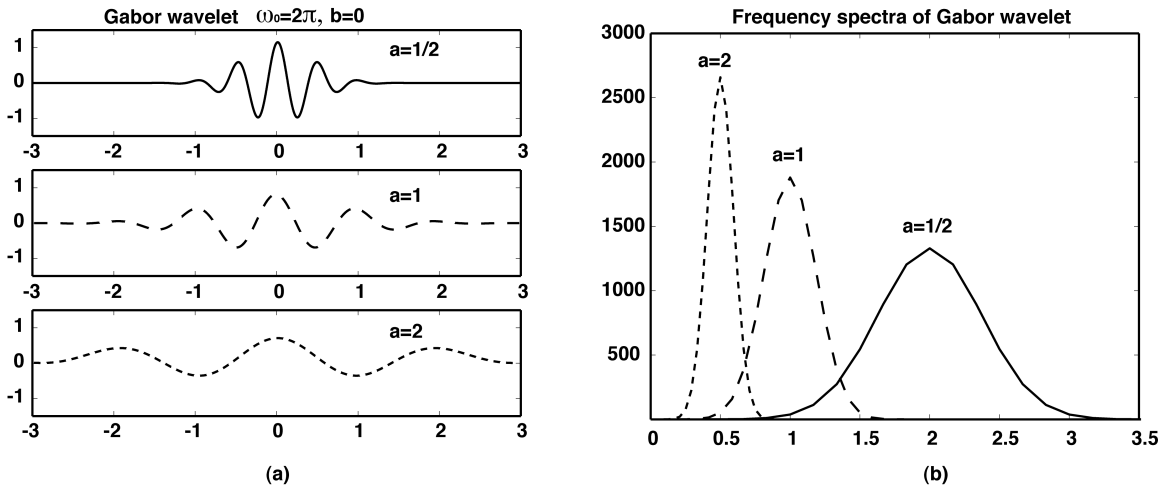 Gabor wavelet ω₀=2π, b=0
1
0
-1
a=1/2
-3 -2 -1 0 1 2 3
1
0
-1
a=1
-3 -2 -1 0 1 2 3
1
0
-1
a=2
-3 -2 -1 0 1 2 3
(a)
Frequency spectra of Gabor wavelet
3000
2500
2000
1500
1000
500
a=2
a=1
a=1/2
0 0.5 1 1.5 2 2.5 3 3.5
(b)